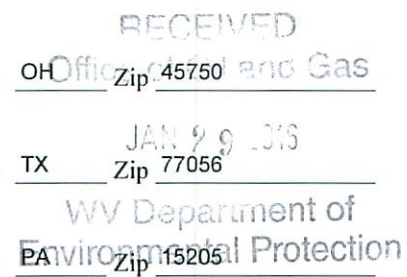 RECEIVED
Office of Oil and Gas
OH Zip 45750
JAN 29 2016
TX Zip 77056
WV Department of
Environmental Protection
PA Zip 15205